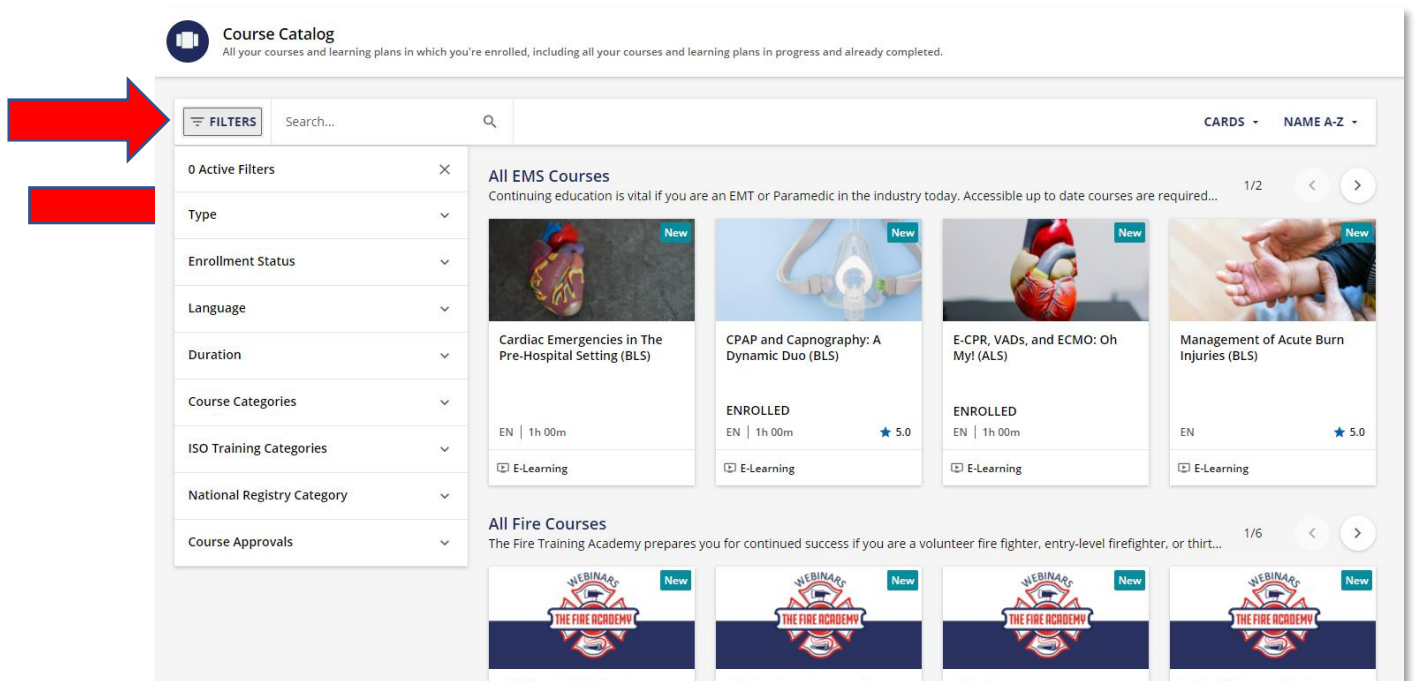 Course Catalog
All your courses and learning plans in which you're enrolled, including all your courses and learning plans in progress and already completed.
FILTERS
Search...
CARDS
NAME A-Z
0 Active Filters
Type
Enrollment Status
Language
Duration
Course Categories
ISO Training Categories
National Registry Category
Course Approvals
All EMS Courses
Continuing education is vital if you are an EMT or Paramedic in the industry today. Accessible up to date courses are required...
1/2
New
Cardiac Emergencies in The
Pre-Hospital Setting (BLS)
EN | 1h 00m
E-Learning
New
CPAP and Capnography: A
Dynamic Duo (BLS)
ENROLLED
EN | 1h 00m
5.0
E-Learning
New
E-CPR, VADs, and ECMO: Oh
My! (ALS)
ENROLLED
EN | 1h 00m
E-Learning
New
Management of Acute Burn
Injuries (BLS)
EN
5.0
E-Learning
All Fire Courses
The Fire Training Academy prepares you for continued success if you are a volunteer fire fighter, entry-level firefighter, or thirt...
1/6
New
WEBINARS
THE FIRE ACADEMY
New
WEBINARS
THE FIRE ACADEMY
New
WEBINARS
THE FIRE ACADEMY
New
WEBINARS
THE FIRE ACADEMY